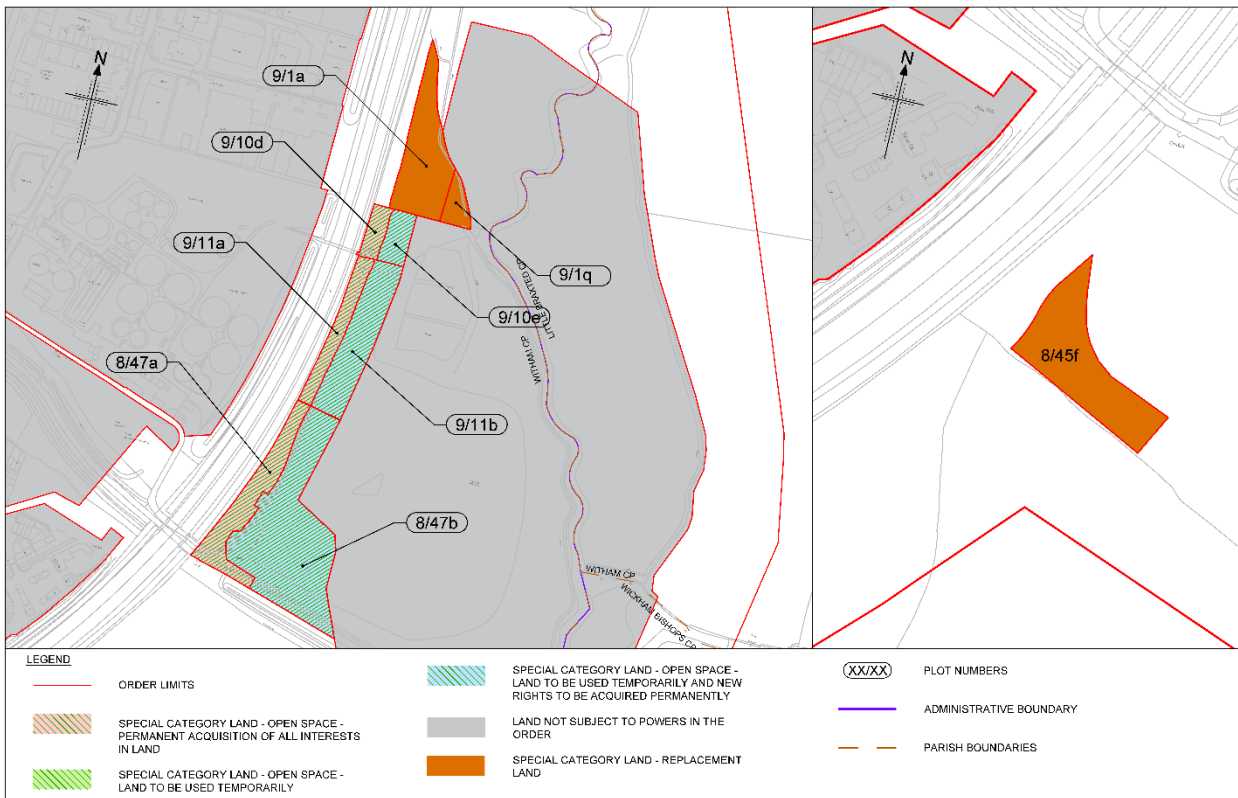 N
9/1a
9/10d
9/11a
8/47a
9/1q
9/10e
9/11b
8/47b
LITTLE BRAXTED CP
WITHAM CP
WITHAM CP
WICKHAM BISHOPS CP
N
8/45f
LEGEND
ORDER LIMITS
SPECIAL CATEGORY LAND - OPEN SPACE -
PERMANENT ACQUISITION OF ALL INTERESTS
IN LAND
SPECIAL CATEGORY LAND - OPEN SPACE -
LAND TO BE USED TEMPORARILY
SPECIAL CATEGORY LAND - OPEN SPACE -
LAND TO BE USED TEMPORARILY AND NEW
RIGHTS TO BE ACQUIRED PERMANENTLY
LAND NOT SUBJECT TO POWERS IN THE
ORDER
SPECIAL CATEGORY LAND - REPLACEMENT
LAND
XX/XX
PLOT NUMBERS
ADMINISTRATIVE BOUNDARY
PARISH BOUNDARIES